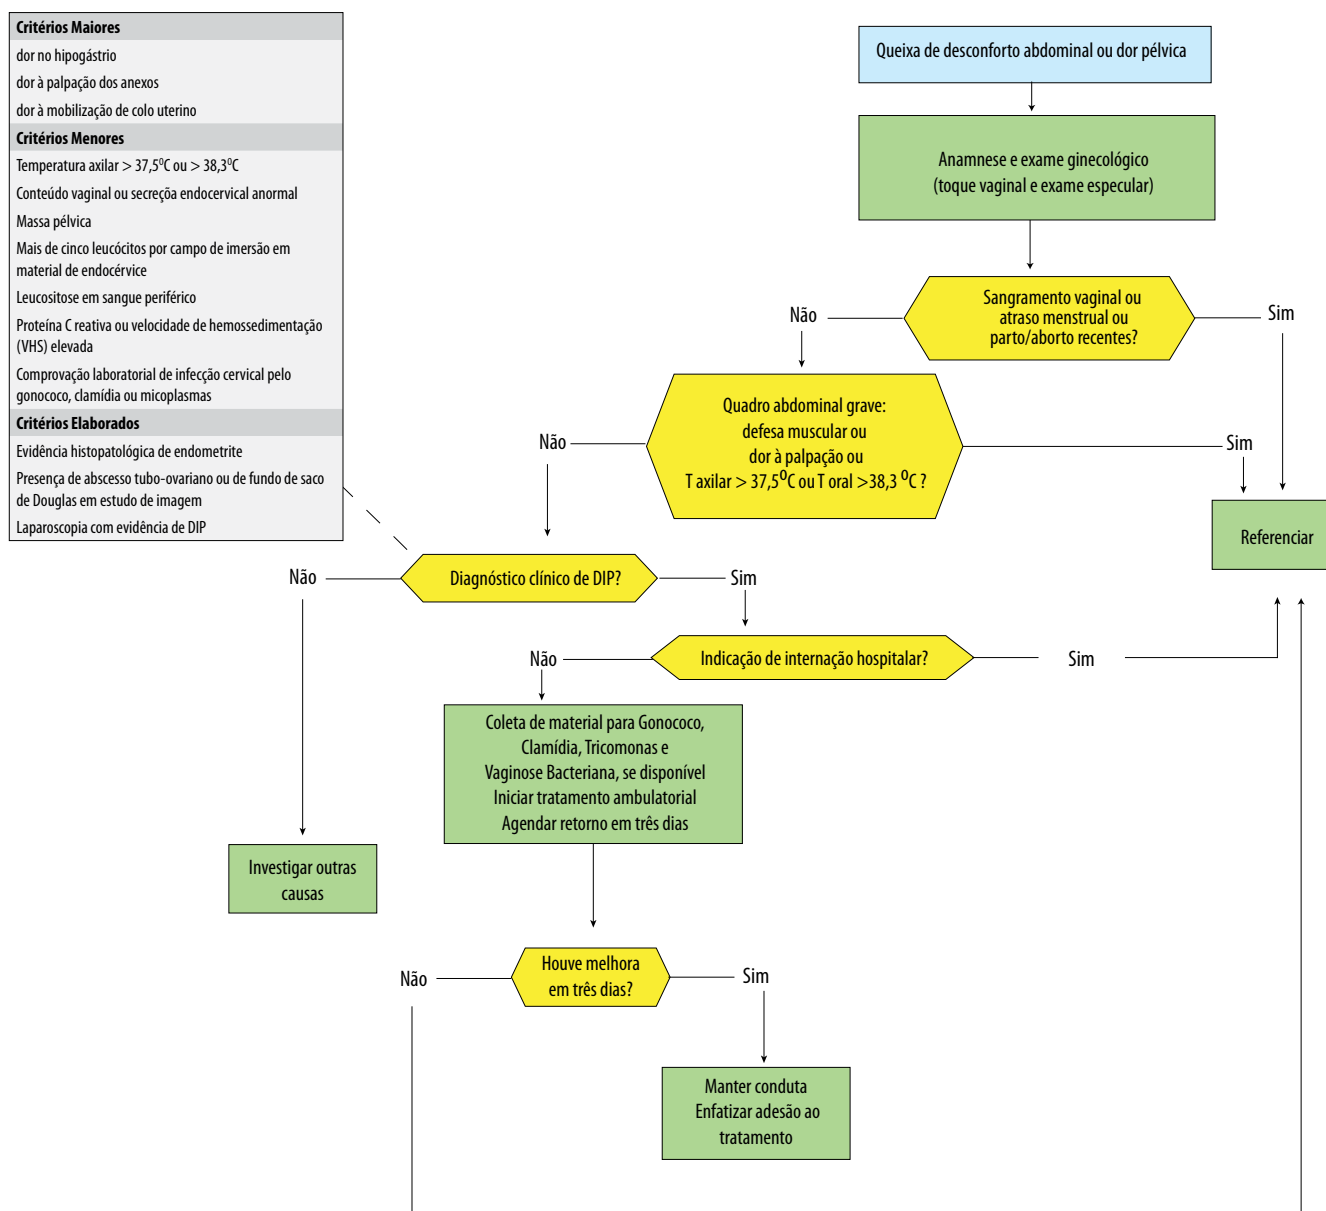 Critérios Maiores
dor no hipogástrio
dor à palpação dos anexos
dor à mobilização de colo uterino
Critérios Menores
Temperatura axilar > 37,5⁰C ou > 38,3⁰C
Conteúdo vaginal ou secreçõa endocervical anormal
Massa pélvica
Mais de cinco leucócitos por campo de imersão em
material de endocérvice
Leucositose em sangue periférico
Proteína C reativa ou velocidade de hemossedimentação
(VHS) elevada
Comprovação laboratorial de infecção cervical pelo
gonococo, clamídia ou micoplasmas
Critérios Elaborados
Evidência histopatológica de endometrite
Presença de abscesso tubo-ovariano ou de fundo de saco
de Douglas em estudo de imagem
Laparoscopia com evidência de DIP
Queixa de desconforto abdominal ou dor pélvica
Anamnese e exame ginecológico
(toque vaginal e exame especular)
Sangramento vaginal ou
atraso menstrual ou
parto/aborto recentes?
Não
Sim
Quadro abdominal grave:
defesa muscular ou
dor à palpação ou
T axilar > 37,5⁰C ou T oral >38,3 ⁰C ?
Não
Sim
Referenciar
Diagnóstico clínico de DIP?
Não
Sim
Indicação de internação hospitalar?
Não
Sim
Coleta de material para Gonococo,
Clamídia, Tricomonas e
Vaginose Bacteriana, se disponível
Iniciar tratamento ambulatorial
Agendar retorno em três dias
Investigar outras
causas
Houve melhora
em três dias?
Não
Sim
Manter conduta
Enfatizar adesão ao
tratamento